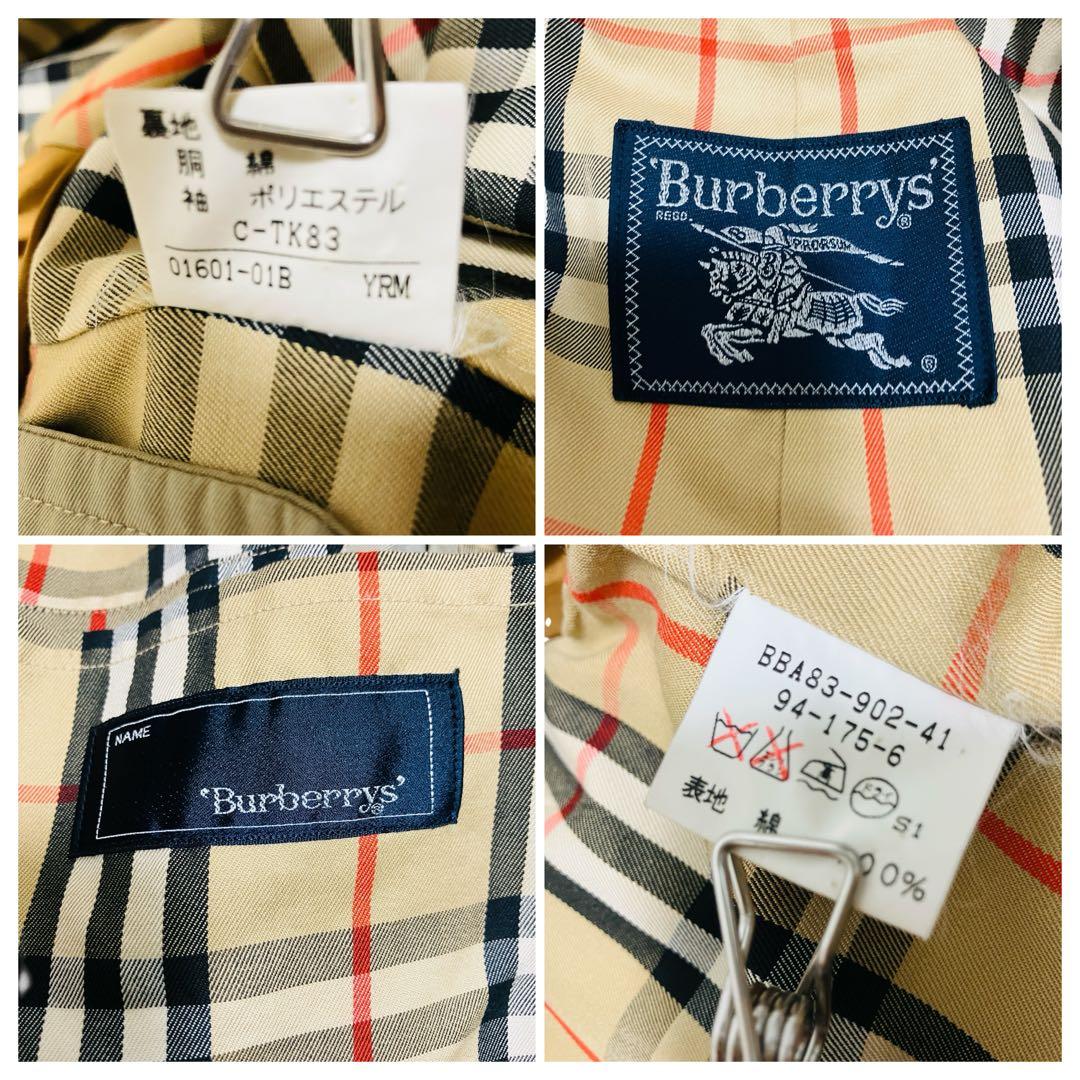 裏地
胴 綿
袖 ポリエステル
C-TK83
01601-01B YRM
'Burberrys'®
REGD.
PRORSUM
®
NAME
'Burberrys'®
BBA83-902-41
94-175-6
S1
表地 綿
00%